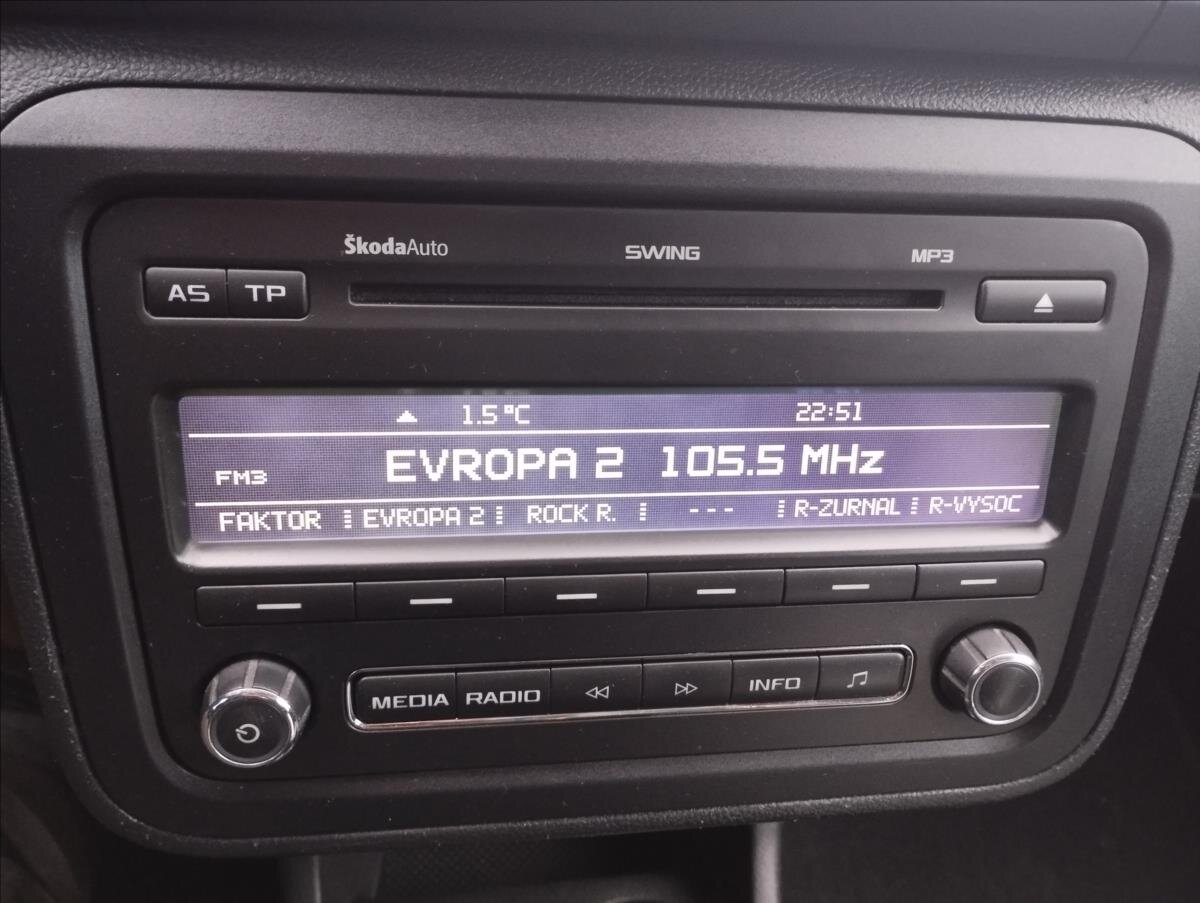 ŠkodaAuto SWING MP3
AS TP
1.5 °C 22:51
FM3 EVROPA 2 105.5 MHz
FAKTOR EVROPA 2 ROCK R. --- R-ZURNAL R-VYSOC
MEDIA RADIO INFO